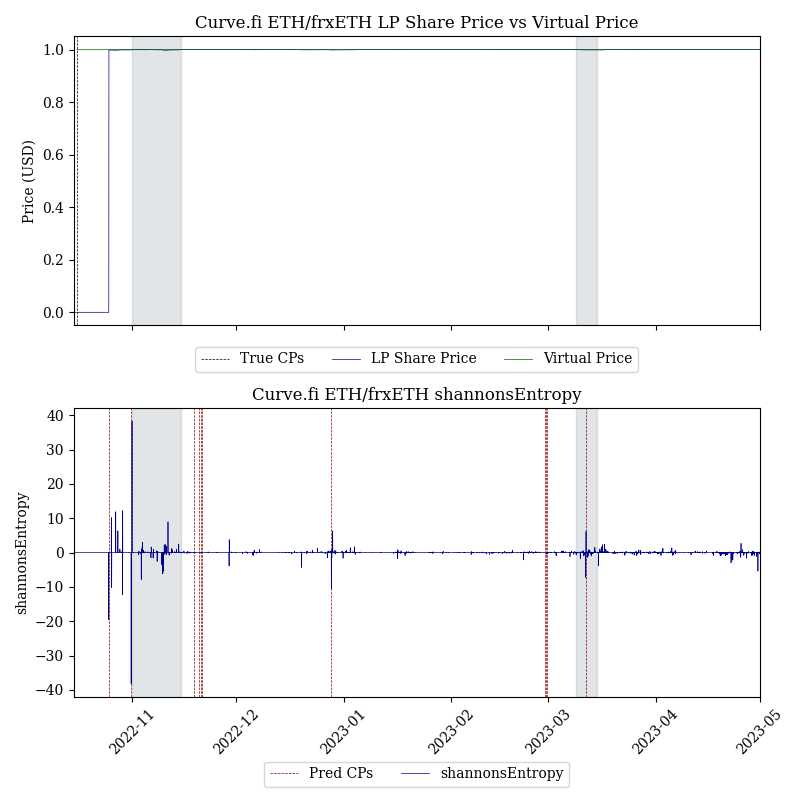 Curve.fi ETH/frxETH LP Share Price vs Virtual Price
1.0
0.8
0.6
0.4
0.2
0.0
Price (USD)
True CPs LP Share Price Virtual Price
Curve.fi ETH/frxETH shannonsEntropy
40
30
20
10
0
−10
−20
−30
−40
shannonsEntropy
2022-11 2022-12 2023-01 2023-02 2023-03 2023-04 2023-05
Pred CPs shannonsEntropy